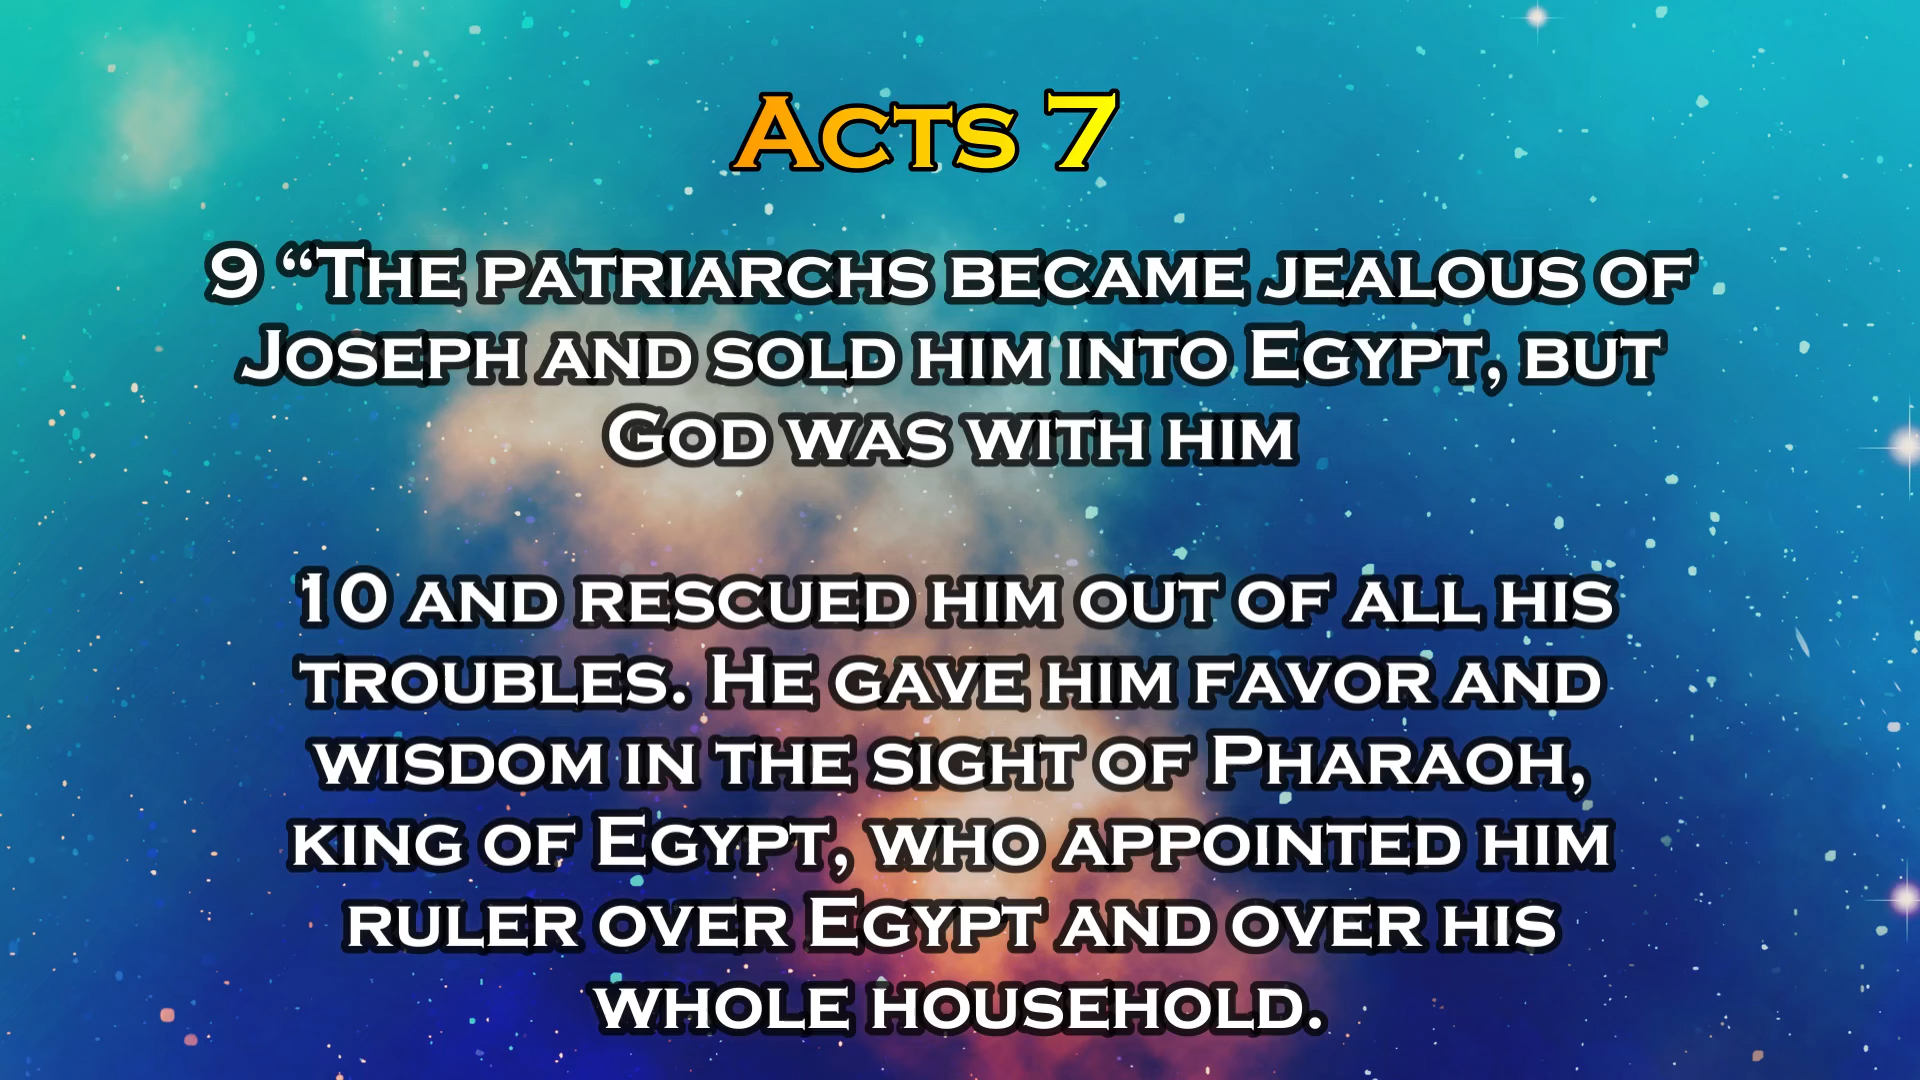 Acts 7
9 “The patriarchs became jealous of
Joseph and sold him into Egypt, but
God was with him
10 and rescued him out of all his
troubles. He gave him favor and
wisdom in the sight of Pharaoh,
king of Egypt, who appointed him
ruler over Egypt and over his
whole household.